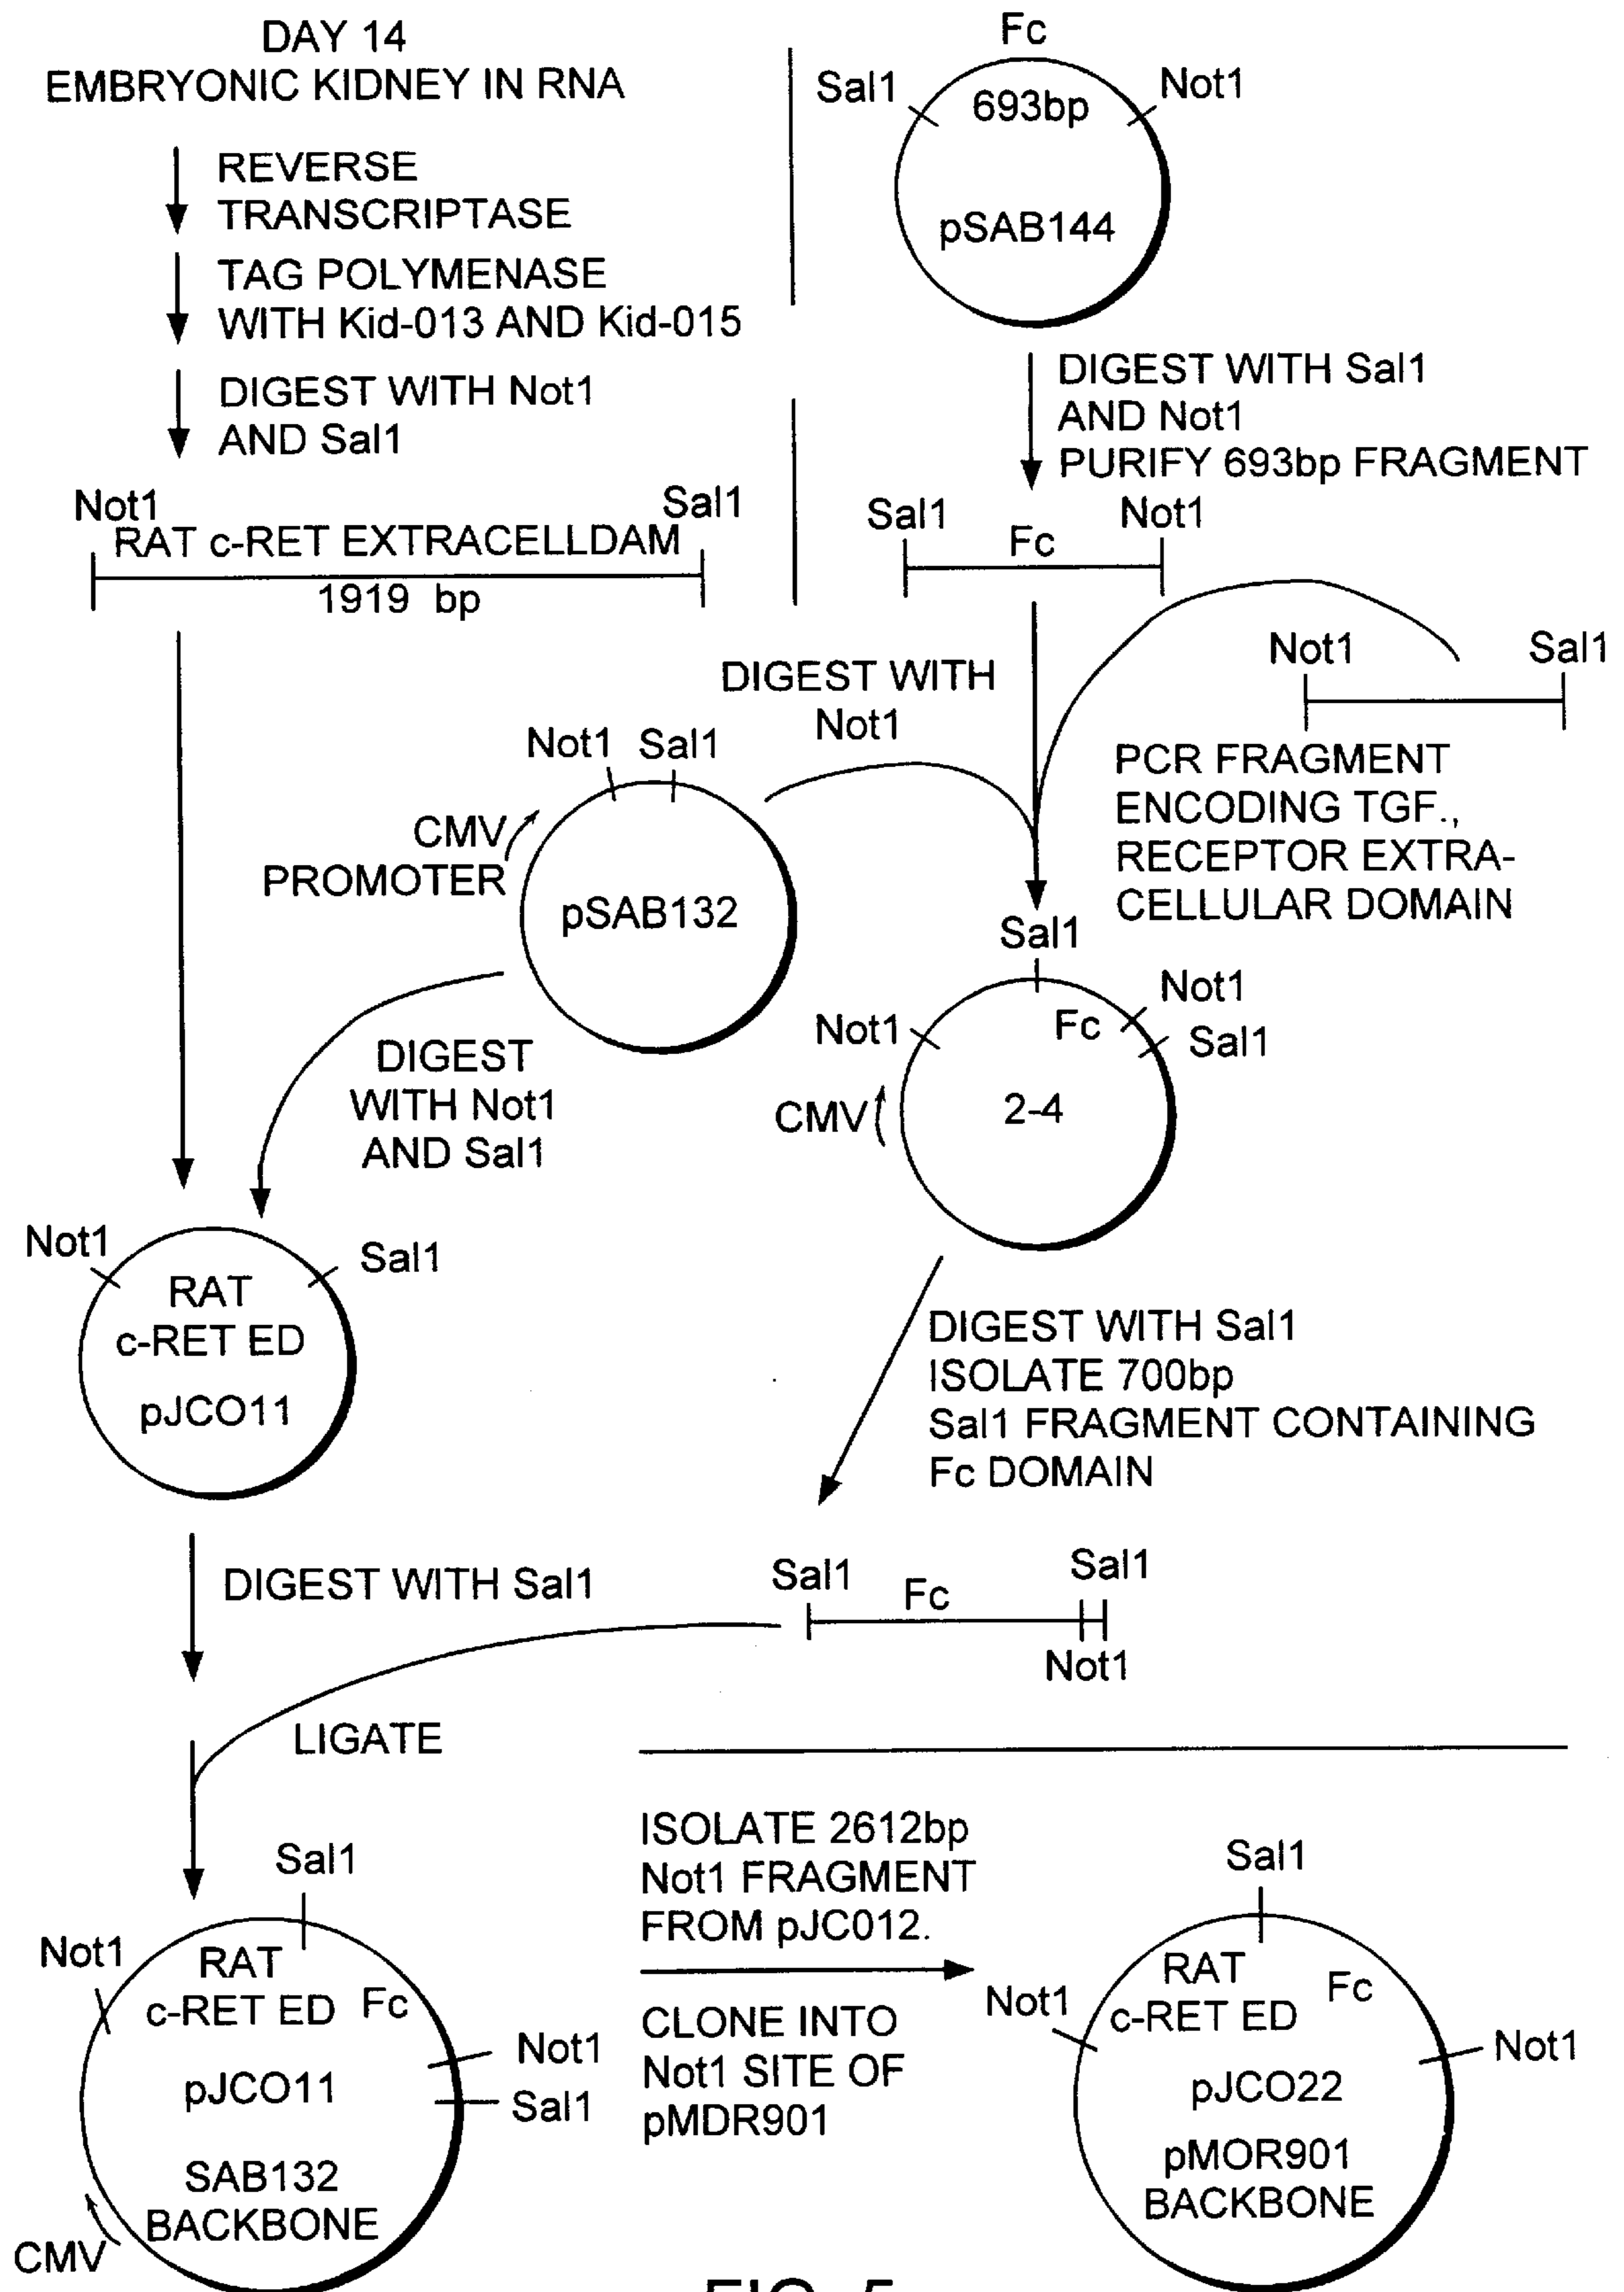 DAY 14
EMBRYONIC KIDNEY IN RNA
REVERSE
TRANSCRIPTASE
TAG POLYMENASE
WITH Kid-013 AND Kid-015
DIGEST WITH Not1
AND Sal1
Not1
Sal1
RAT c-RET EXTRACELLDAM
1919 bp
Fc
Sal1
693bp
Not1
pSAB144
DIGEST WITH Sal1
AND Not1
PURIFY 693bp FRAGMENT
Sal1
Fc
Not1
Not1
Sal1
PCR FRAGMENT
ENCODING TGF.,
RECEPTOR EXTRA-
CELLULAR DOMAIN
DIGEST WITH
Not1
Not1
Sal1
CMV
PROMOTER
pSAB132
DIGEST
WITH Not1
AND Sal1
Sal1
Not1
Fc
Not1
Sal1
CMV
2-4
Not1
Sal1
RAT
c-RET ED
pJCO11
DIGEST WITH Sal1
ISOLATE 700bp
Sal1 FRAGMENT CONTAINING
Fc DOMAIN
DIGEST WITH Sal1
Sal1
Fc
Sal1
Not1
LIGATE
Sal1
Not1
RAT
c-RET ED
Fc
Not1
Sal1
pJCO11
SAB132
BACKBONE
CMV
ISOLATE 2612bp
Not1 FRAGMENT
FROM pJC012.
CLONE INTO
Not1 SITE OF
pMDR901
Sal1
Not1
RAT
c-RET ED
Fc
Not1
pJCO22
pMOR901
BACKBONE
FIG. 5